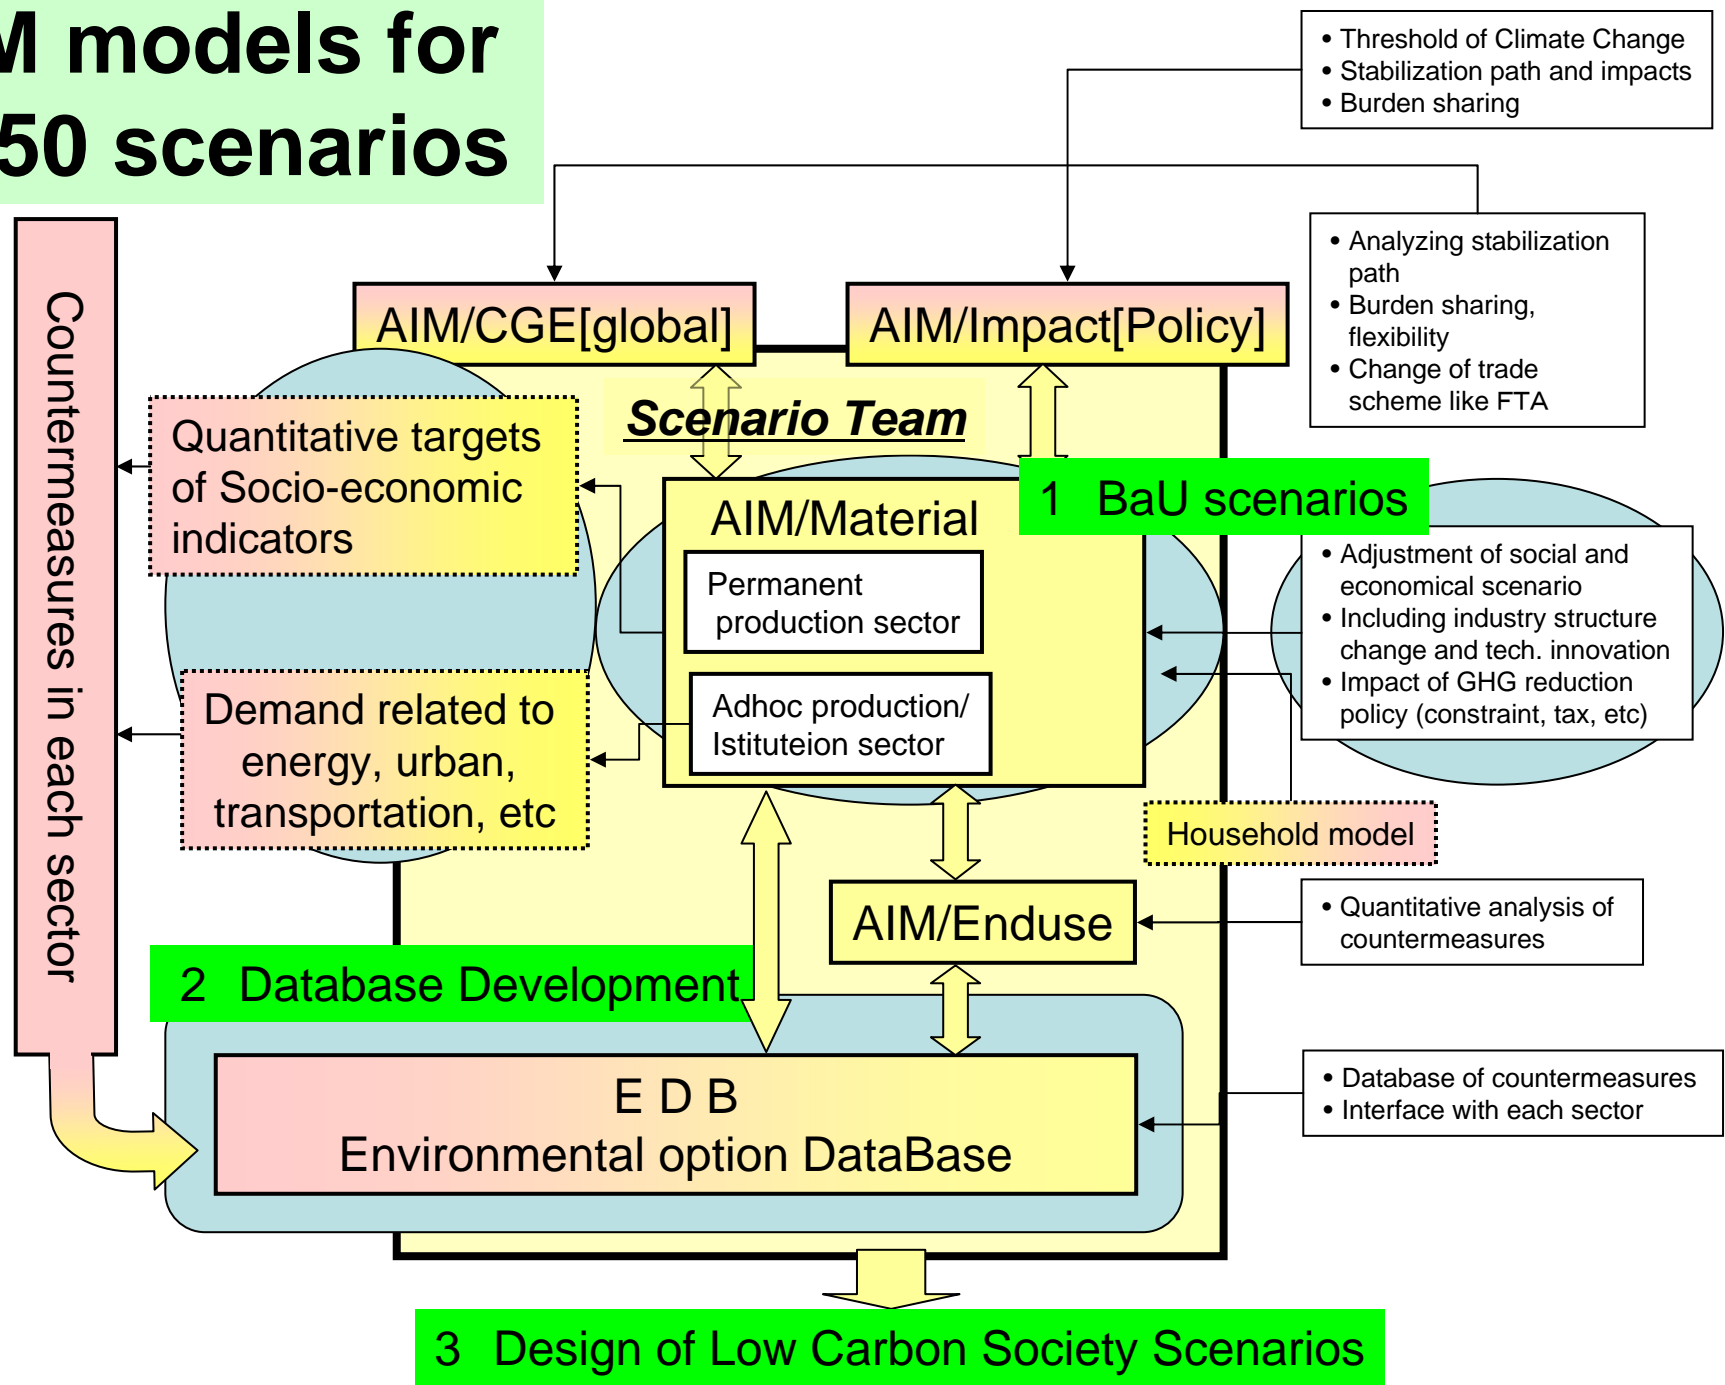 M models for
50 scenarios
• Threshold of Climate Change
• Stabilization path and impacts
• Burden sharing
• Analyzing stabilization
path
• Burden sharing,
flexibility
• Change of trade
scheme like FTA
AIM/CGE[global]
AIM/Impact[Policy]
Scenario Team
Countermeasures in each sector
Quantitative targets
of Socio-economic
indicators
1 BaU scenarios
AIM/Material
Permanent
production sector
Adhoc production/
Istituteion sector
• Adjustment of social and
economical scenario
• Including industry structure
change and tech. innovation
• Impact of GHG reduction
policy (constraint, tax, etc)
Demand related to
energy, urban,
transportation, etc
Household model
AIM/Enduse
• Quantitative analysis of
countermeasures
2 Database Development
E D B
Environmental option DataBase
• Database of countermeasures
• Interface with each sector
3 Design of Low Carbon Society Scenarios